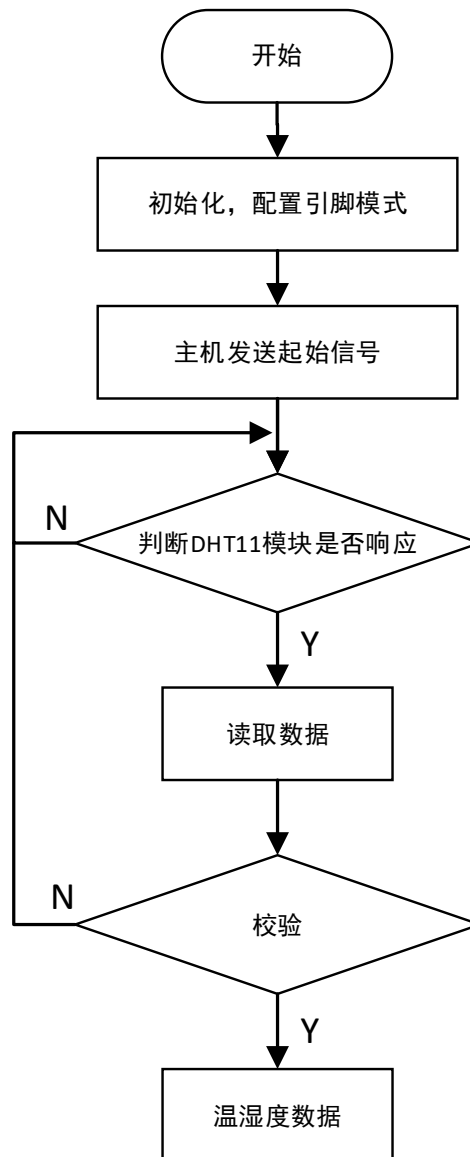 开始
初始化，配置引脚模式
主机发送起始信号
N
判断DHT11模块是否响应
Y
读取数据
N
校验
Y
温湿度数据